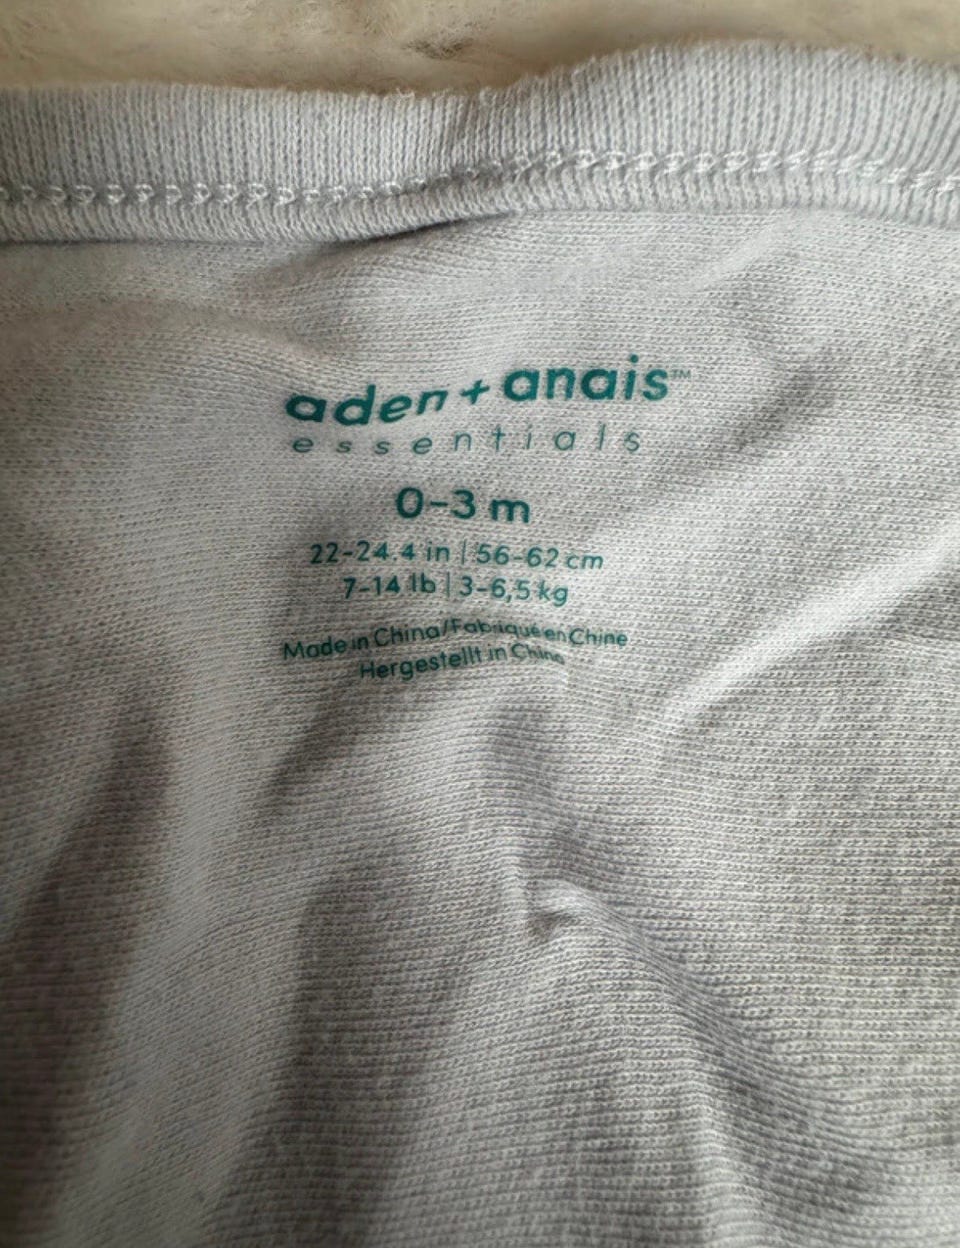 aden + anais™
essentials
0-3 m
22-24.4 in | 56-62 cm
7-14 lb | 3-6,5 kg
Made in China/Fabriqué en Chine
Hergestellt in China